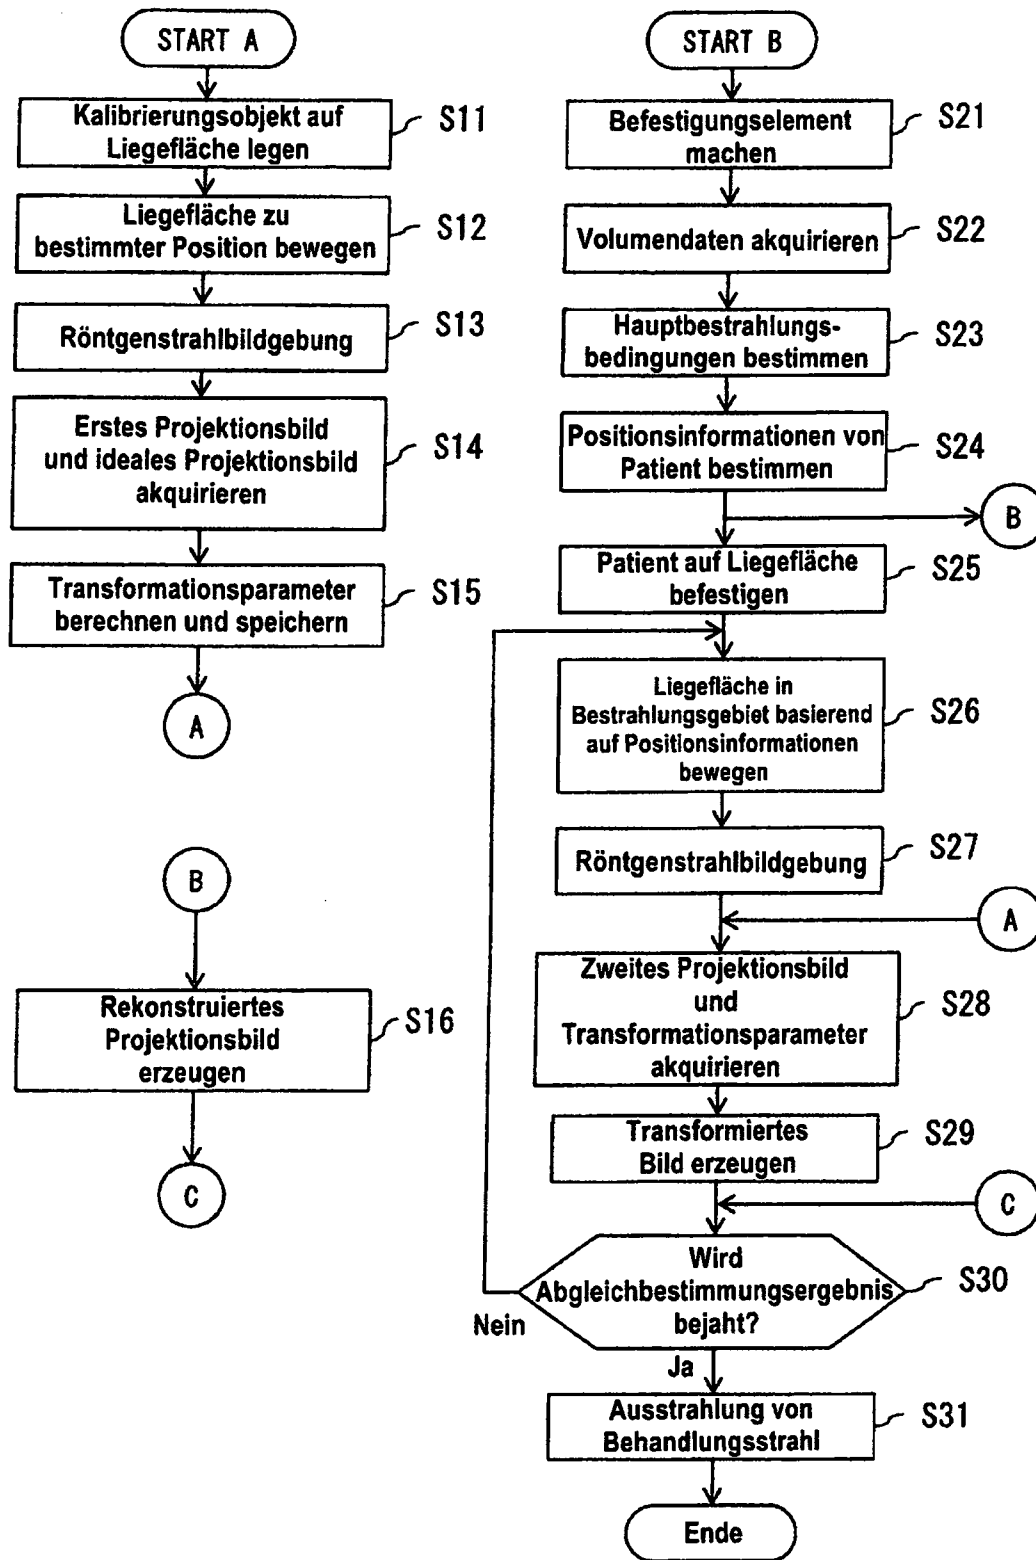 START A
Kalibrierungsobjekt auf
Liegefläche legen
S11
Liegefläche zu
bestimmter Position bewegen
S12
Röntgenstrahlbildgebung
S13
Erstes Projektionsbild
und ideales Projektionsbild
akquirieren
S14
Transformationsparameter
berechnen und speichern
S15
A
B
Rekonstruiertes
Projektionsbild
erzeugen
S16
C
START B
Befestigungselement
machen
S21
Volumendaten akquirieren
S22
Hauptbestrahlungs-
bedingungen bestimmen
S23
Positionsinformationen von
Patient bestimmen
S24
B
Patient auf Liegefläche
befestigen
S25
Liegefläche in
Bestrahlungsgebiet basierend
auf Positionsinformationen
bewegen
S26
Röntgenstrahlbildgebung
S27
A
Zweites Projektionsbild
und
Transformationsparameter
akquirieren
S28
Transformiertes
Bild erzeugen
S29
C
Wird
Abgleichbestimmungsergebnis
bejaht?
S30
Nein
Ja
Ausstrahlung von
Behandlungsstrahl
S31
Ende